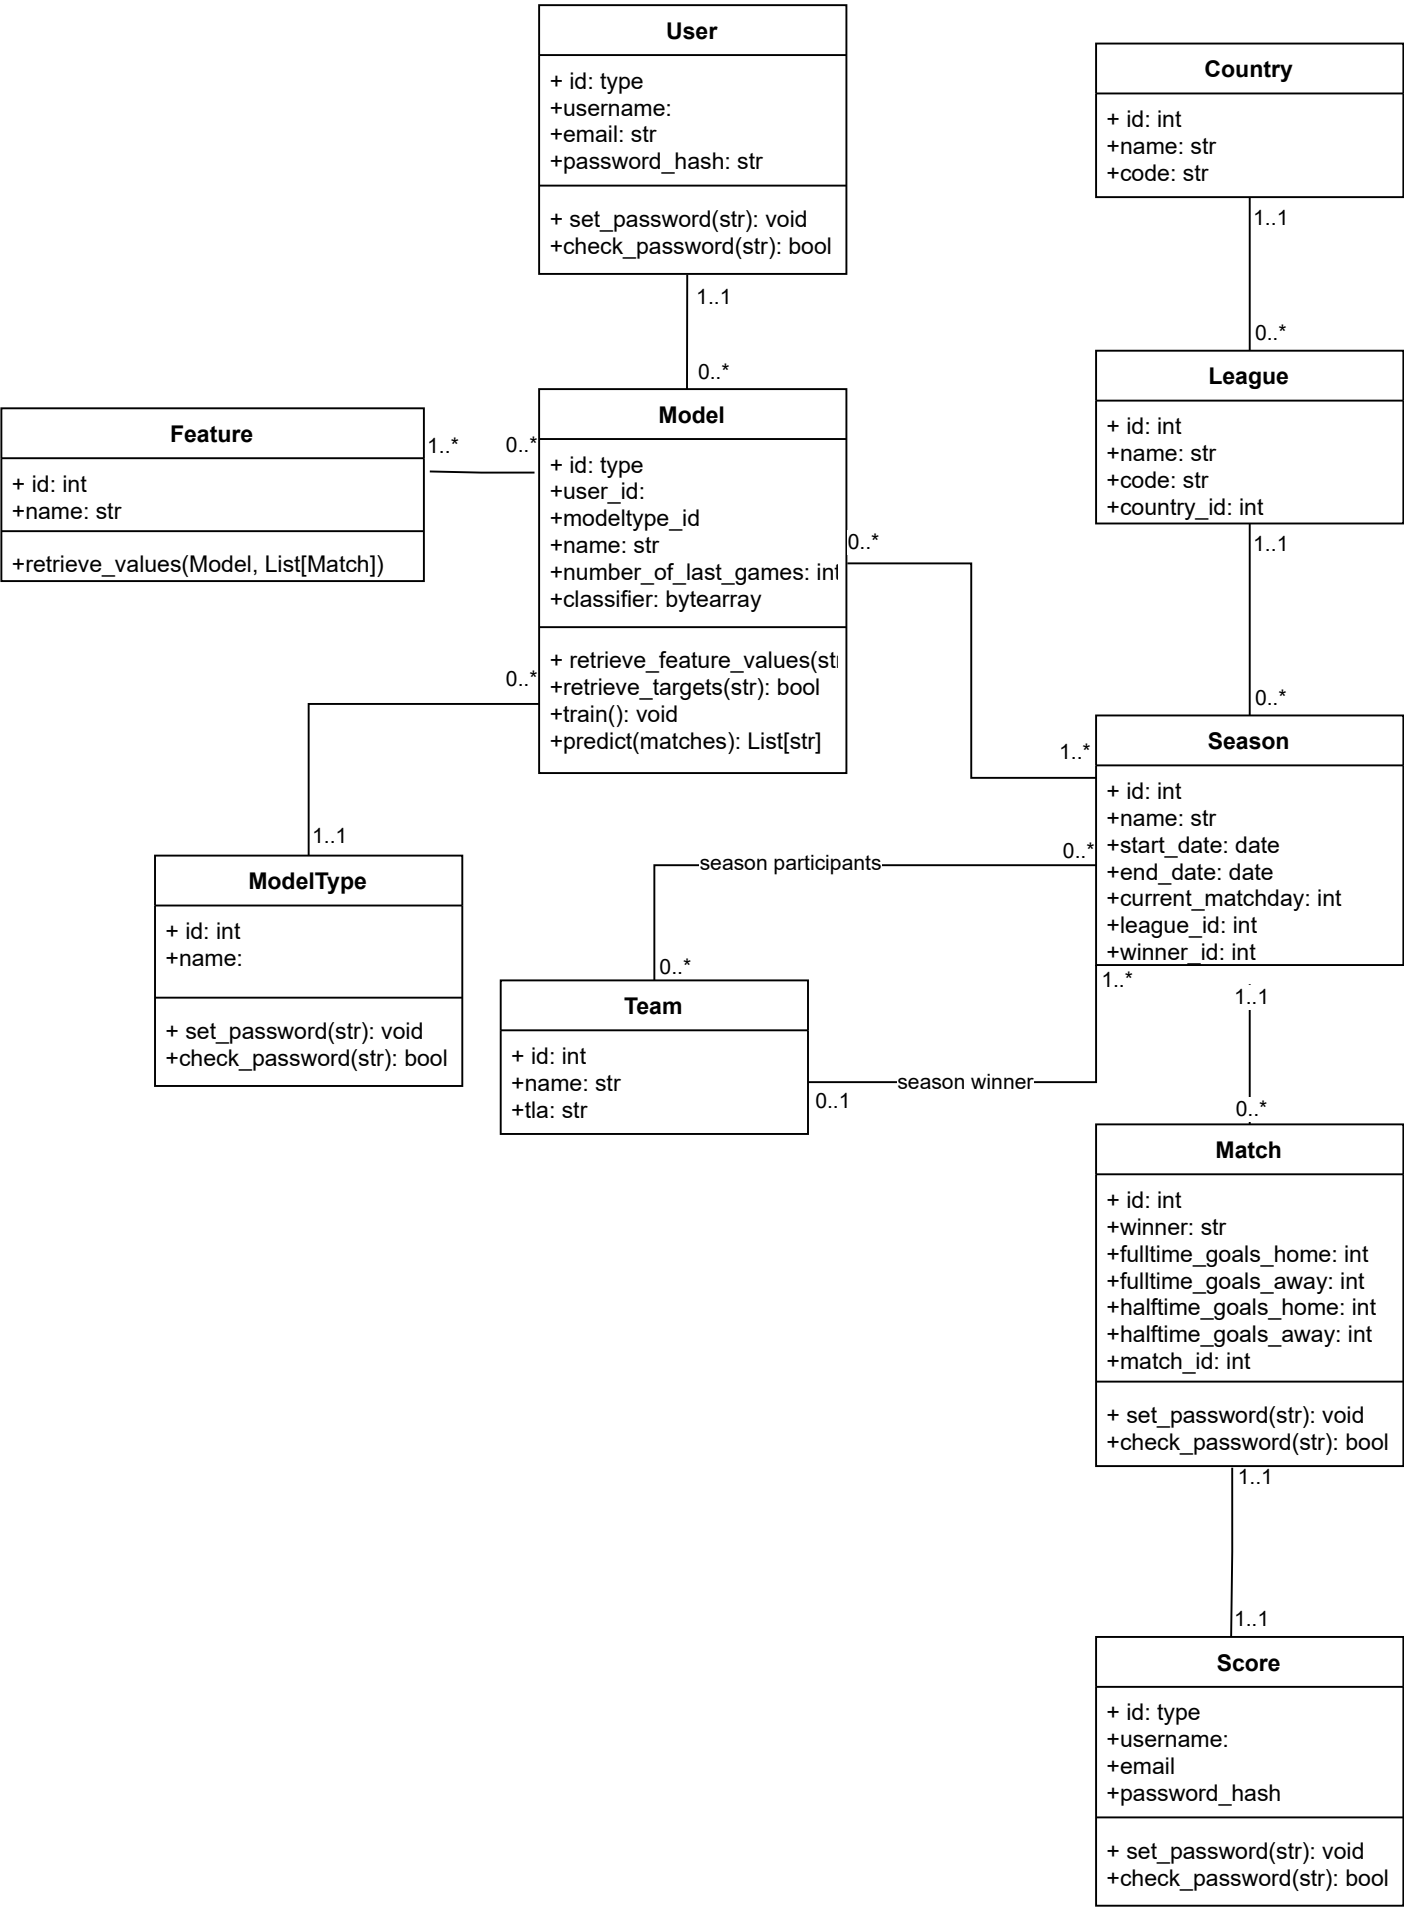 User
+ id: type
+username:
+email: str
+password_hash: str
+ set_password(str): void
+check_password(str): bool
1..1
0..*
Country
+ id: int
+name: str
+code: str
1..1
0..*
League
+ id: int
+name: str
+code: str
+country_id: int
1..1
0..*
Feature
+ id: int
+name: str
+retrieve_values(Model, List[Match])
1..*
0..*
Model
+ id: type
+user_id:
+modeltype_id
+name: str
+number_of_last_games: int
+classifier: bytearray
+ retrieve_feature_values(str
+retrieve_targets(str): bool
+train(): void
+predict(matches): List[str]
0..*
1..*
0..*
1..1
ModelType
+ id: int
+name:
+ set_password(str): void
+check_password(str): bool
Season
+ id: int
+name: str
+start_date: date
+end_date: date
+current_matchday: int
+league_id: int
+winner_id: int
season participants
0..*
0..*
Team
+ id: int
+name: str
+tla: str
0..1
season winner
1..*
1..1
0..*
Match
+ id: int
+winner: str
+fulltime_goals_home: int
+fulltime_goals_away: int
+halftime_goals_home: int
+halftime_goals_away: int
+match_id: int
+ set_password(str): void
+check_password(str): bool
1..1
1..1
Score
+ id: type
+username:
+email
+password_hash
+ set_password(str): void
+check_password(str): bool